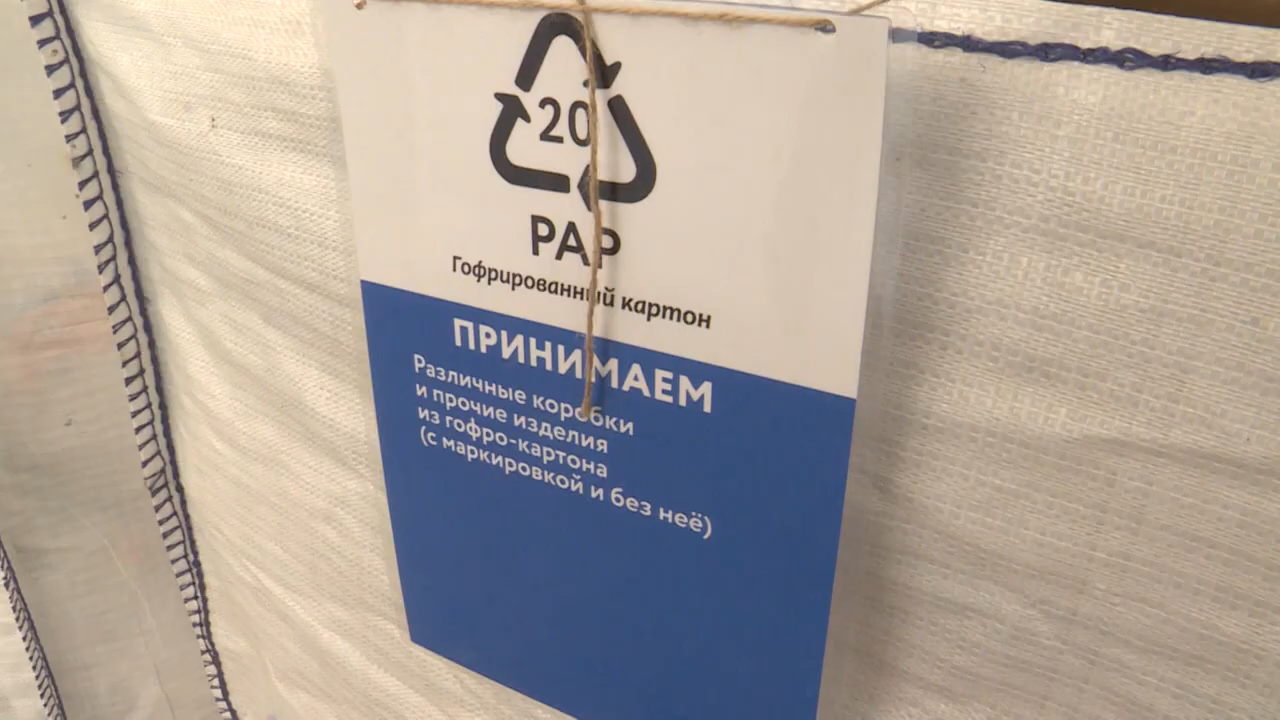 20
PAP
Гофрированный картон
ПРИНИМАЕМ
Различные коробки
и прочие изделия
из гофро-картона
(с маркировкой и без неё)